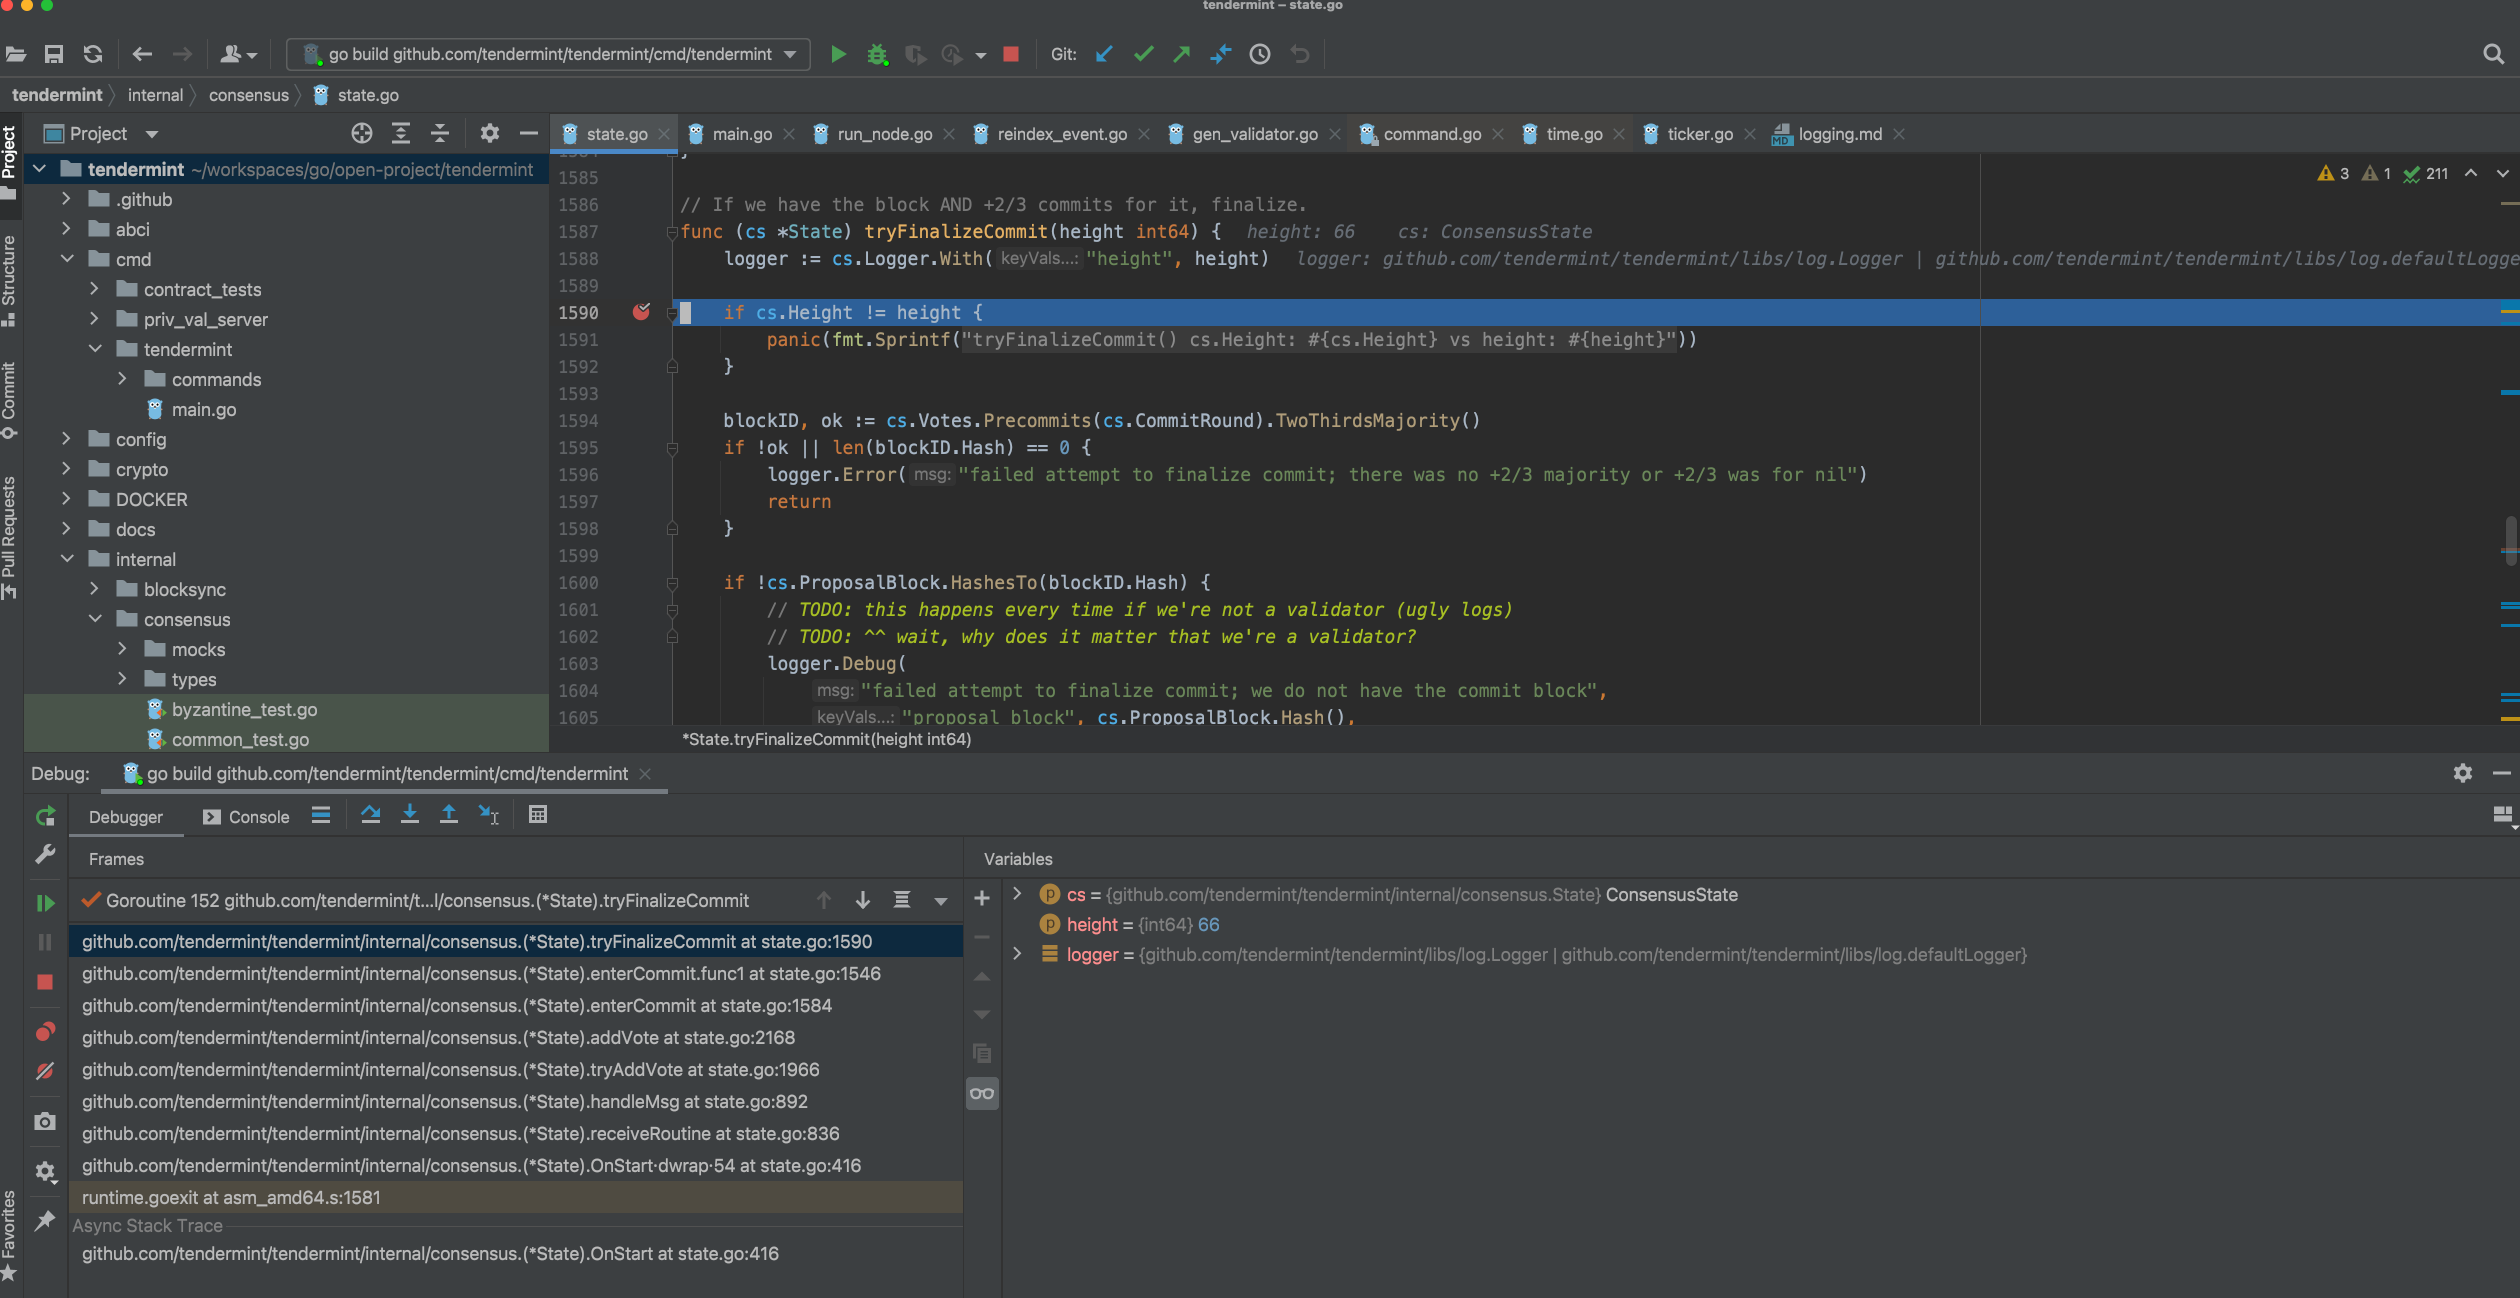 tendermint – state.go
go build github.com/tendermint/tendermint/cmd/tendermint
Git:
tendermint
internal
consensus
state.go
Project
Project
state.go
main.go
run_node.go
reindex_event.go
gen_validator.go
command.go
time.go
ticker.go
logging.md
Structure
Commit
Pull Requests
Favorites
tendermint ~/workspaces/go/open-project/tendermint
.github
abci
cmd
contract_tests
priv_val_server
tendermint
commands
main.go
config
crypto
DOCKER
docs
internal
blocksync
consensus
mocks
types
byzantine_test.go
common_test.go
3 1 211
1585
1586 // If we have the block AND +2/3 commits for it, finalize.
1587 func (cs *State) tryFinalizeCommit(height int64) { height: 66 cs: ConsensusState
1588 logger := cs.Logger.With( keyVals...: "height", height) logger: github.com/tendermint/tendermint/libs/log.Logger | github.com/tendermint/tendermint/libs/log.defaultLogge
1589
1590 if cs.Height != height {
1591 panic(fmt.Sprintf("tryFinalizeCommit() cs.Height: #{cs.Height} vs height: #{height}"))
1592 }
1593
1594 blockID, ok := cs.Votes.Precommits(cs.CommitRound).TwoThirdsMajority()
1595 if !ok || len(blockID.Hash) == 0 {
1596 logger.Error( msg: "failed attempt to finalize commit; there was no +2/3 majority or +2/3 was for nil")
1597 return
1598 }
1599
1600 if !cs.ProposalBlock.HashesTo(blockID.Hash) {
1601 // TODO: this happens every time if we're not a validator (ugly logs)
1602 // TODO: ^^ wait, why does it matter that we're a validator?
1603 logger.Debug(
1604 msg: "failed attempt to finalize commit; we do not have the commit block",
1605 keyVals...: "proposal_block", cs.ProposalBlock.Hash(),
*State.tryFinalizeCommit(height int64)
Debug:
go build github.com/tendermint/tendermint/cmd/tendermint
Debugger
Console
Frames
Goroutine 152 github.com/tendermint/t...l/consensus.(*State).tryFinalizeCommit
github.com/tendermint/tendermint/internal/consensus.(*State).tryFinalizeCommit at state.go:1590
github.com/tendermint/tendermint/internal/consensus.(*State).enterCommit.func1 at state.go:1546
github.com/tendermint/tendermint/internal/consensus.(*State).enterCommit at state.go:1584
github.com/tendermint/tendermint/internal/consensus.(*State).addVote at state.go:2168
github.com/tendermint/tendermint/internal/consensus.(*State).tryAddVote at state.go:1966
github.com/tendermint/tendermint/internal/consensus.(*State).handleMsg at state.go:892
github.com/tendermint/tendermint/internal/consensus.(*State).receiveRoutine at state.go:836
github.com/tendermint/tendermint/internal/consensus.(*State).OnStart·dwrap·54 at state.go:416
runtime.goexit at asm_amd64.s:1581
Async Stack Trace
github.com/tendermint/tendermint/internal/consensus.(*State).OnStart at state.go:416
Variables
cs = {github.com/tendermint/tendermint/internal/consensus.State} ConsensusState
height = {int64} 66
logger = {github.com/tendermint/tendermint/libs/log.Logger | github.com/tendermint/tendermint/libs/log.defaultLogger}